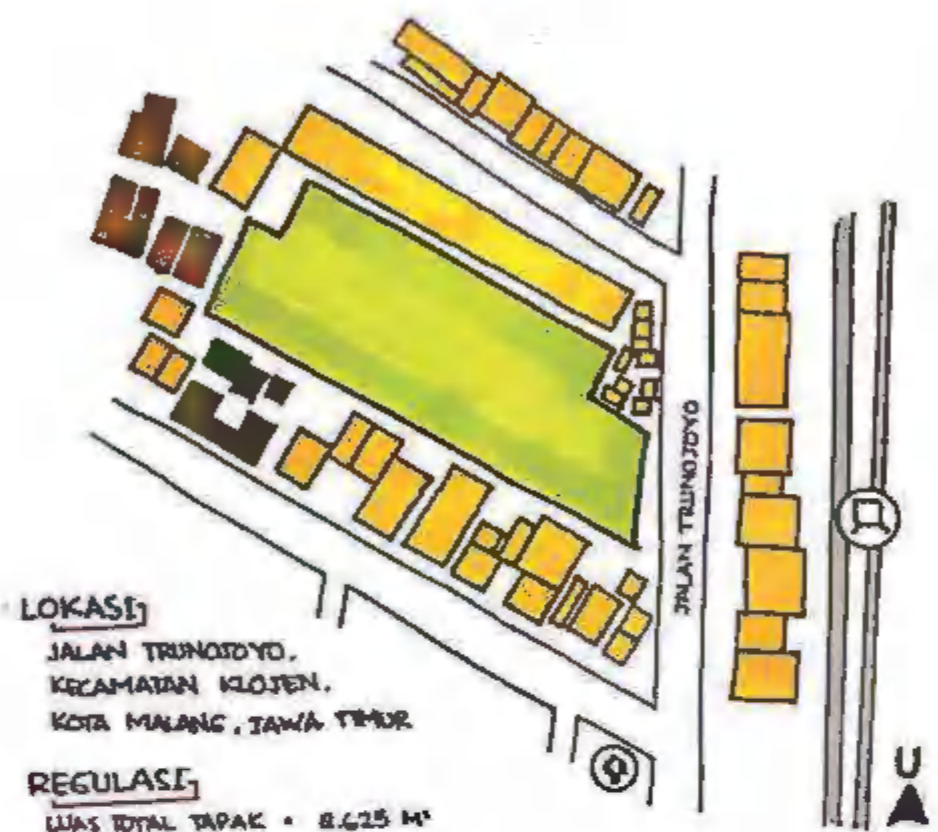 JALAN TRUNOJOYO
LOKASI
JALAN TRUNOJOYO,
KECAMATAN KLOJEN,
KOTA MALANG, JAWA TIMUR
REGULASI
LUAS TOTAL TAPAK = 8.625 M²
U